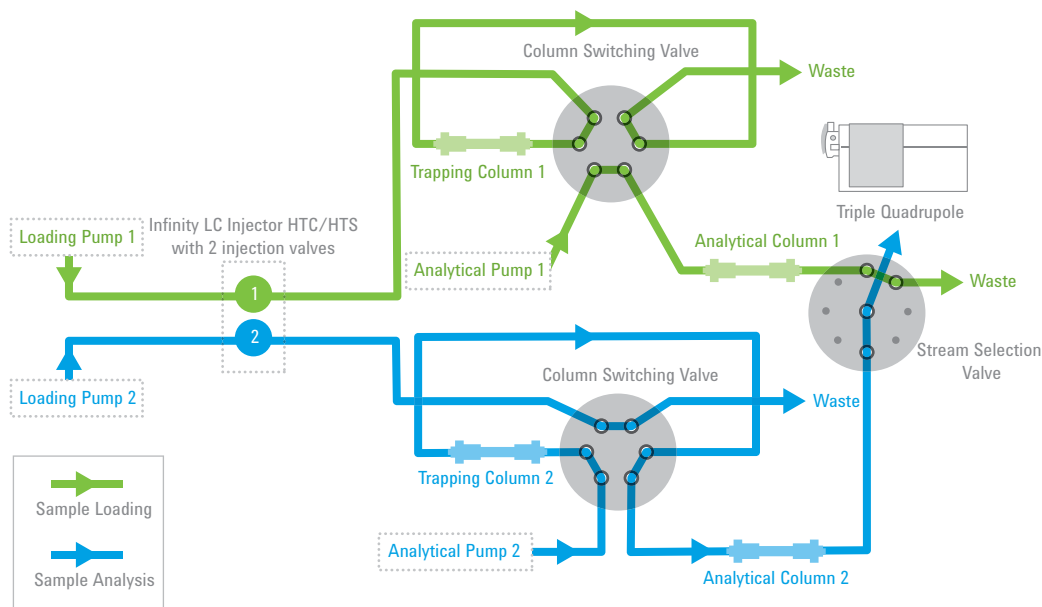 Column Switching Valve
Waste
Trapping Column 1
Triple Quadrupole
Infinity LC Injector HTC/HTS
with 2 injection valves
Loading Pump 1
Analytical Pump 1
Analytical Column 1
Waste
1
2
Stream Selection
Valve
Column Switching Valve
Loading Pump 2
Waste
Trapping Column 2
Sample Loading
Analytical Pump 2
Sample Analysis
Analytical Column 2